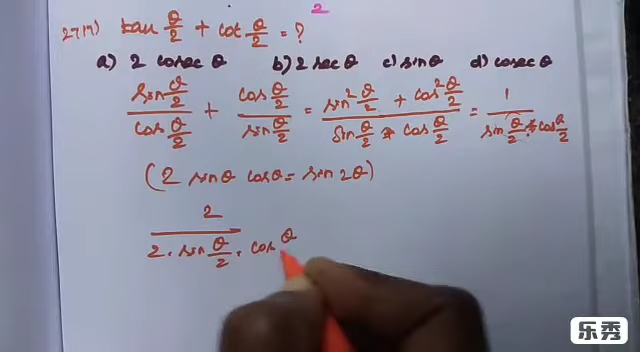 2
27(7) tan θ/2 + cot θ/2 = ?
a) 2 cosec θ b) 2 sec θ c) sin θ d) cosec θ
sin θ/2 / cos θ/2 + cos θ/2 / sin θ/2 = sin² θ/2 + cos² θ/2 / sin θ/2 * cos θ/2 = 1 / sin θ/2 * cos θ/2
(2 sin θ cos θ = sin 2θ)
2 / 2 · sin θ/2 · cos θ
乐秀